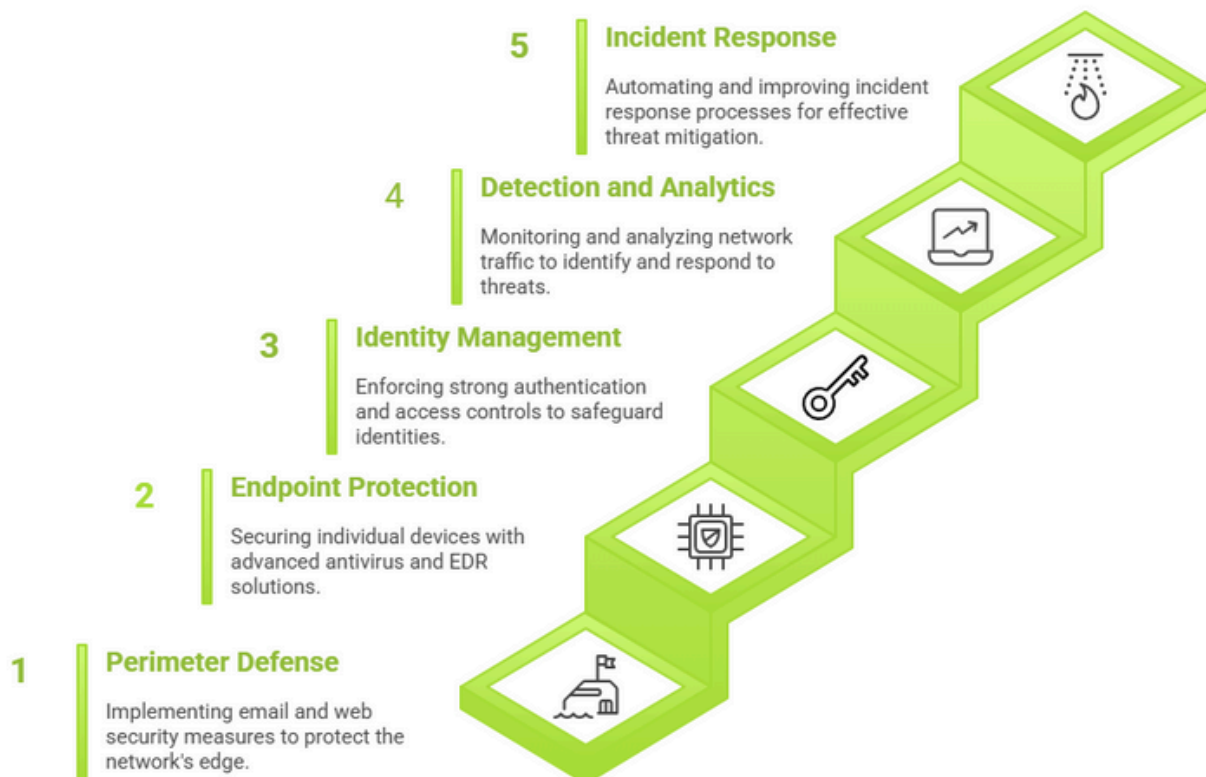 5
Incident Response
Automating and improving incident
response processes for effective
threat mitigation.
4
Detection and Analytics
Monitoring and analyzing network
traffic to identify and respond to
threats.
3
Identity Management
Enforcing strong authentication
and access controls to safeguard
identities.
2
Endpoint Protection
Securing individual devices with
advanced antivirus and EDR
solutions.
1
Perimeter Defense
Implementing email and web
security measures to protect the
network's edge.